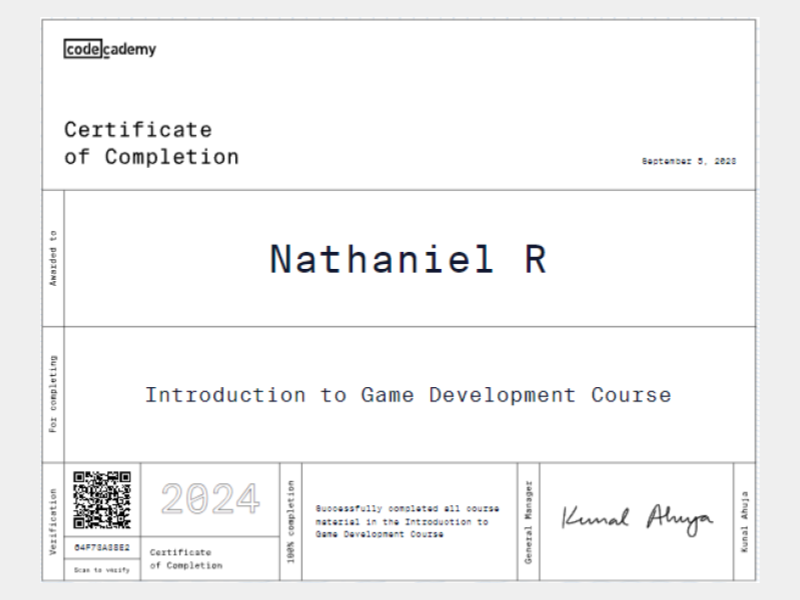 codecademy
Certificate
of Completion
September 5, 2023
Awarded to
Nathaniel R
For completing
Introduction to Game Development Course
Verification
Scan to verify
2024
Certificate
of Completion
100% completion
Successfully completed all course
material in the Introduction to
Game Development Course
General Manager
Kunal Ahuja
Kunal Ahuja